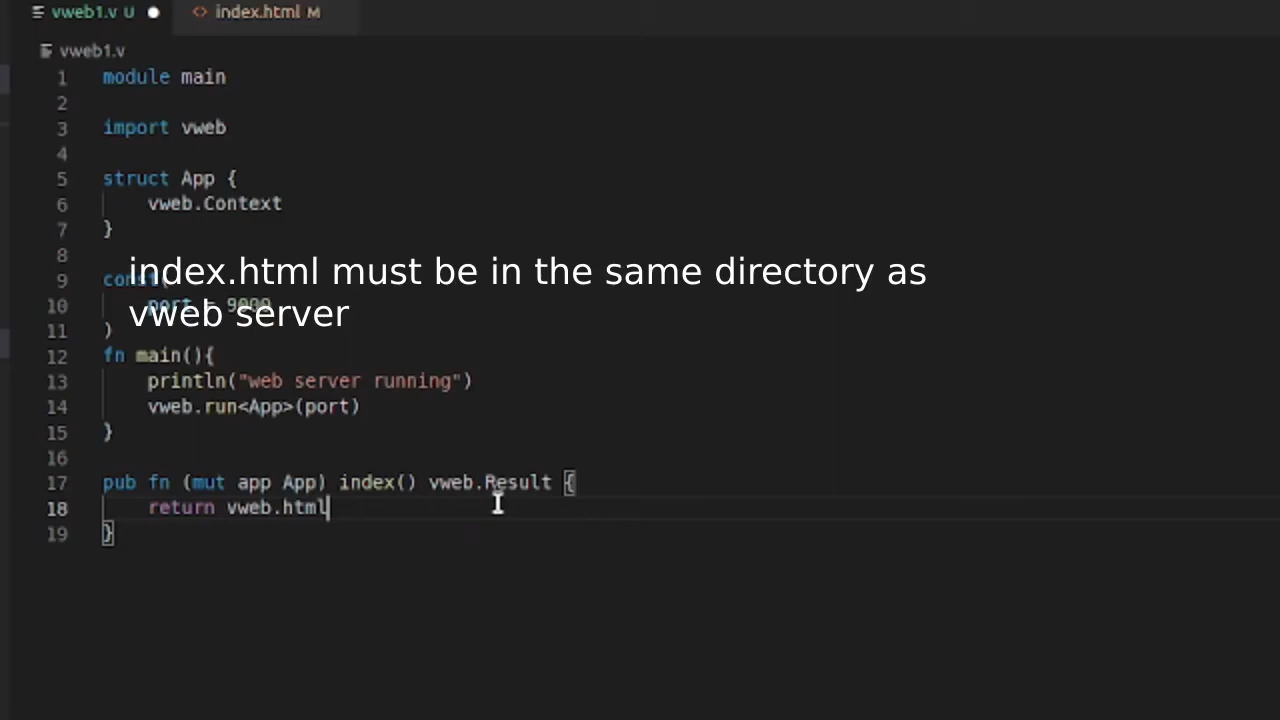 vweb1.v U ● <> index.html M
vweb1.v
1 module main
2
3 import vweb
4
5 struct App {
6 vweb.Context
7 }
8
index.html must be in the same directory as
vweb server
9 const(
10 port = 9000
11 )
12 fn main(){
13 println("web server running")
14 vweb.run<App>(port)
15 }
16
17 pub fn (mut app App) index() vweb.Result {
18 return vweb.html
19 }